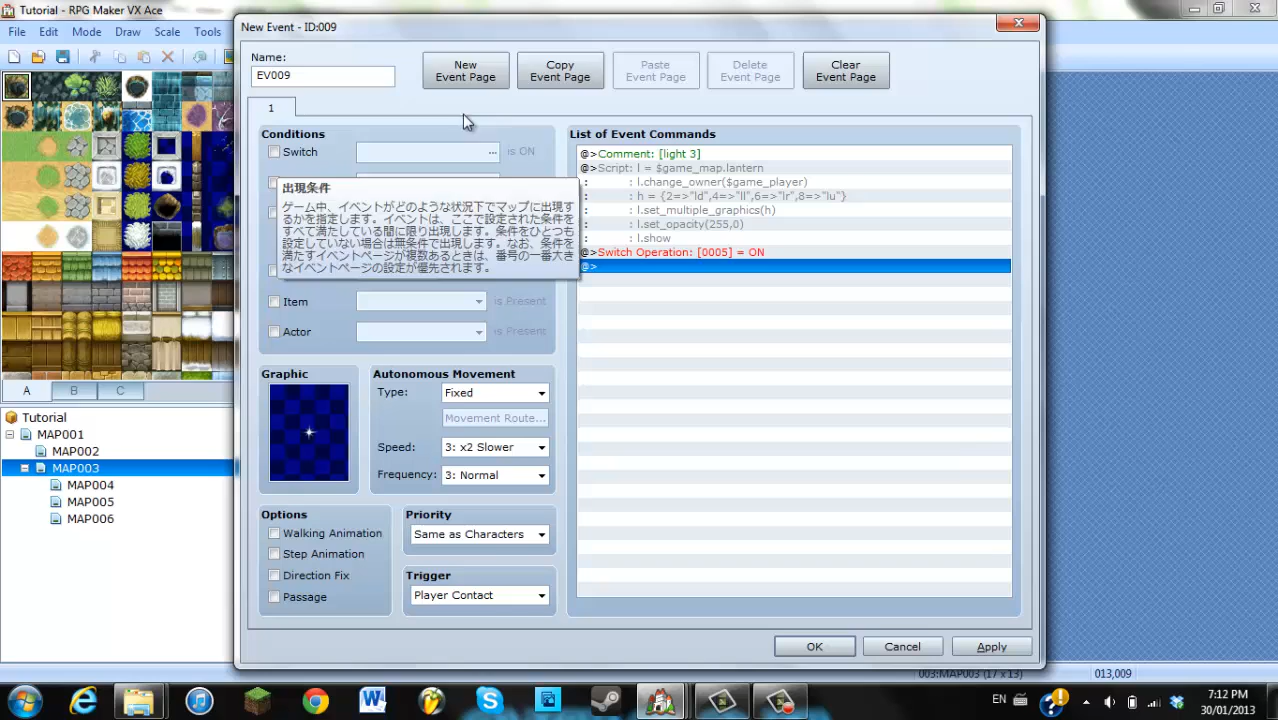 Tutorial - RPG Maker VX Ace
File Edit Mode Draw Scale Tools
New Event - ID:009
Name:
EV009
New
Event Page
Copy
Event Page
Paste
Event Page
Delete
Event Page
Clear
Event Page
1
Conditions
Switch ... is ON
出現条件
ゲーム中、イベントがどのような状況下でマップに出現す
るかを指定します。イベントは、ここで設定された条件を
すべて満たしている間に限り出現します。条件をひとつも
設定していない場合は無条件で出現します。なお、条件を
満たすイベントページが複数あるときは、番号の一番大き
なイベントページの設定が優先されます。
Item is Present
Actor is Present
Graphic
Autonomous Movement
Type: Fixed
Movement Route...
Speed: 3: x2 Slower
Frequency: 3: Normal
Options
Walking Animation
Step Animation
Direction Fix
Passage
Priority
Same as Characters
Trigger
Player Contact
List of Event Commands
@>Comment: [light 3]
@>Script: l = $game_map.lantern
: : l.change_owner($game_player)
: : h = {2=>"ld",4=>"ll",6=>"lr",8=>"lu"}
: : l.set_multiple_graphics(h)
: : l.set_opacity(255,0)
: : l.show
@>Switch Operation: [0005] = ON
@>
OK
Cancel
Apply
A B C
Tutorial
MAP001
MAP002
MAP003
MAP004
MAP005
MAP006
003:MAP003 (17 x 13)
013,009
EN
7:12 PM
30/01/2013